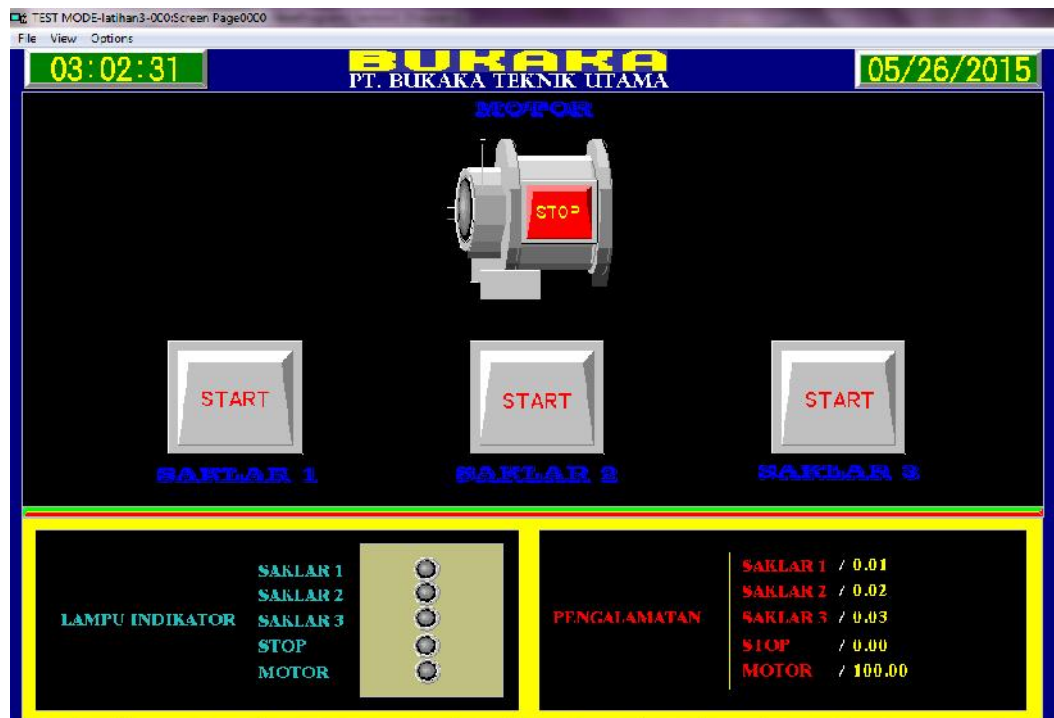 TEST MODE-latihan3-000:Screen Page0000
File View Options
03:02:31
BUKAKA
PT. BUKAKA TEKNIK UTAMA
05/26/2015
MOTOR
STOP
START
START
START
SAKLAR 1
SAKLAR 2
SAKLAR 3
LAMPU INDIKATOR
SAKLAR 1
SAKLAR 2
SAKLAR 3
STOP
MOTOR
PENGALAMATAN
SAKLAR 1 / 0.01
SAKLAR 2 / 0.02
SAKLAR 3 / 0.03
STOP / 0.00
MOTOR / 100.00